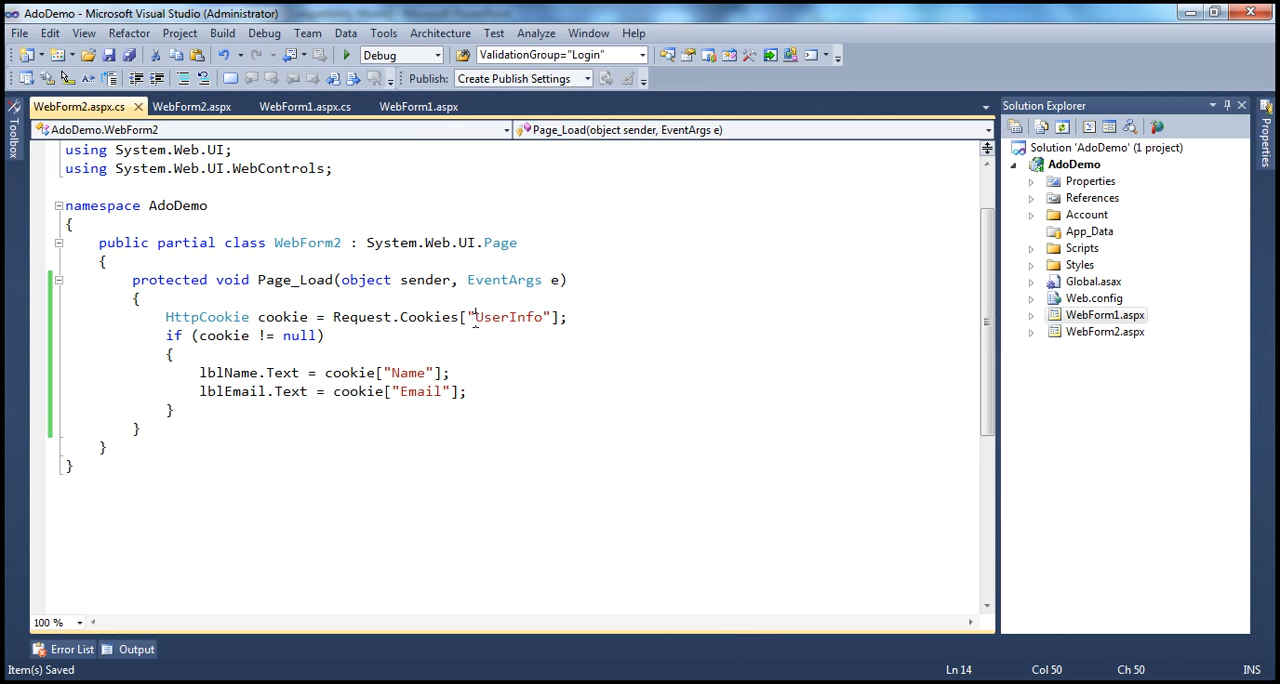 AdoDemo - Microsoft Visual Studio (Administrator)
File Edit View Refactor Project Build Debug Team Data Tools Architecture Test Analyze Window Help
Debug ValidationGroup="Login"
Publish: Create Publish Settings
WebForm2.aspx.cs WebForm2.aspx WebForm1.aspx.cs WebForm1.aspx
AdoDemo.WebForm2 Page_Load(object sender, EventArgs e)
Toolbox
using System.Web.UI;
using System.Web.UI.WebControls;
namespace AdoDemo
{
public partial class WebForm2 : System.Web.UI.Page
{
protected void Page_Load(object sender, EventArgs e)
{
HttpCookie cookie = Request.Cookies["UserInfo"];
if (cookie != null)
{
lblName.Text = cookie["Name"];
lblEmail.Text = cookie["Email"];
}
}
}
}
100 %
Solution Explorer
Solution 'AdoDemo' (1 project)
AdoDemo
Properties
References
Account
App_Data
Scripts
Styles
Global.asax
Web.config
WebForm1.aspx
WebForm2.aspx
Properties
Error List Output
Item(s) Saved Ln 14 Col 50 Ch 50 INS